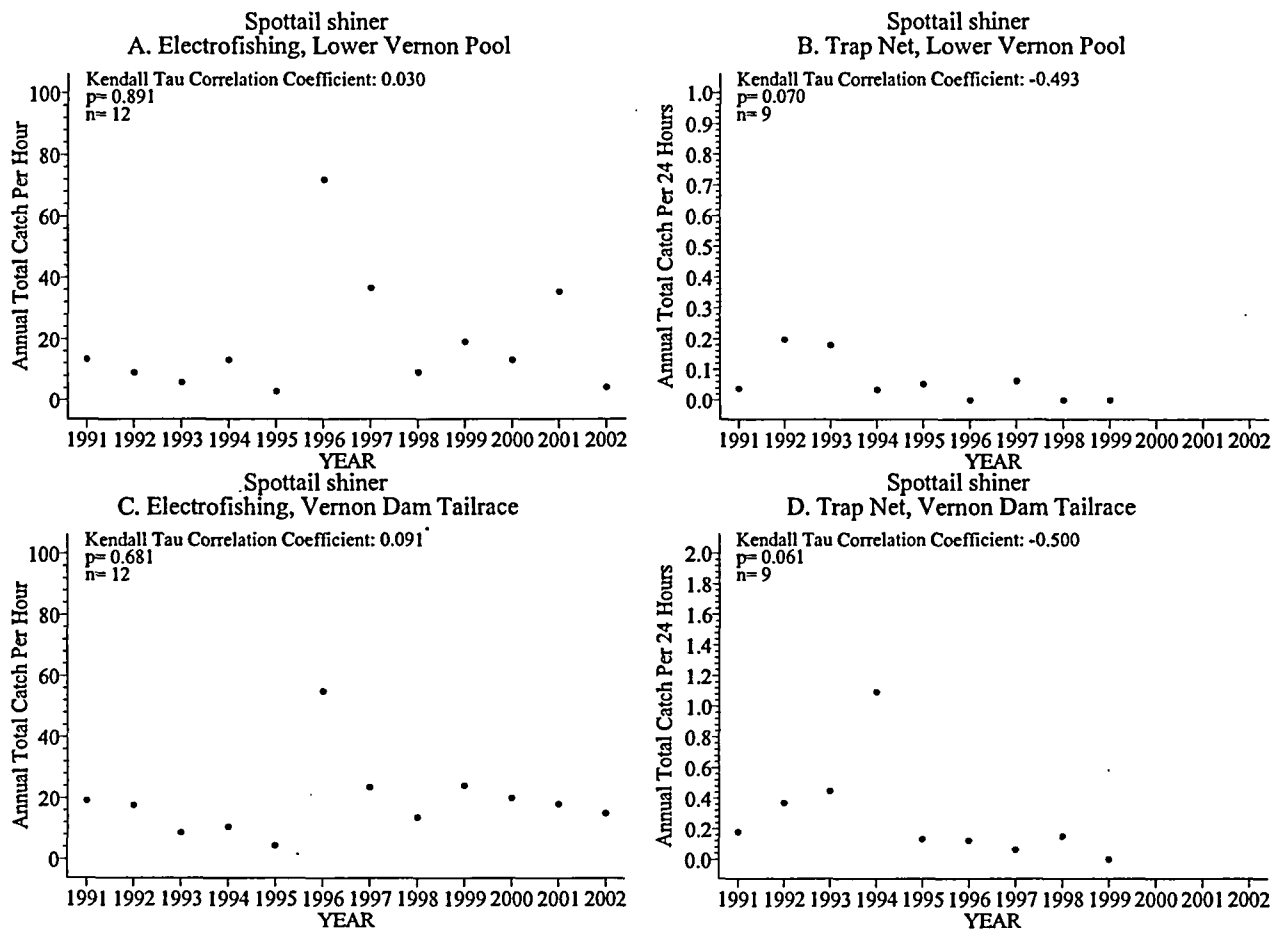 Spottail shiner
A. Electrofishing, Lower Vernon Pool
Kendall Tau Correlation Coefficient: 0.030
p= 0.891
n= 12
Annual Total Catch Per Hour
100
80
60
40
20
0
1991 1992 1993 1994 1995 1996 1997 1998 1999 2000 2001 2002
YEAR
Spottail shiner
B. Trap Net, Lower Vernon Pool
Kendall Tau Correlation Coefficient: -0.493
p= 0.070
n= 9
Annual Total Catch Per 24 Hours
1.0
0.9
0.8
0.7
0.6
0.5
0.4
0.3
0.2
0.1
0.0
1991 1992 1993 1994 1995 1996 1997 1998 1999 2000 2001 2002
YEAR
Spottail shiner
C. Electrofishing, Vernon Dam Tailrace
Kendall Tau Correlation Coefficient: 0.091
p= 0.681
n= 12
Annual Total Catch Per Hour
100
80
60
40
20
0
1991 1992 1993 1994 1995 1996 1997 1998 1999 2000 2001 2002
YEAR
Spottail shiner
D. Trap Net, Vernon Dam Tailrace
Kendall Tau Correlation Coefficient: -0.500
p= 0.061
n= 9
Annual Total Catch Per 24 Hours
2.0
1.8
1.6
1.4
1.2
1.0
0.8
0.6
0.4
0.2
0.0
1991 1992 1993 1994 1995 1996 1997 1998 1999 2000 2001 2002
YEAR